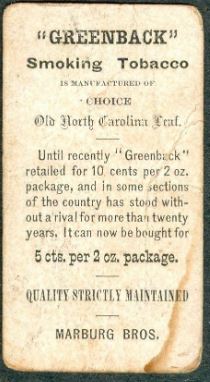 "GREENBACK"
Smoking Tobacco
IS MANUFACTURED OF
CHOICE
Old North Carolina Leaf.
Until recently "Greenback"
retailed for 10 cents per 2 oz.
package, and in some sections
of the country has stood with-
out a rival for more than twenty
years. It can now be bought for
5 cts. per 2 oz. package.
QUALITY STRICTLY MAINTAINED
MARBURG BROS.